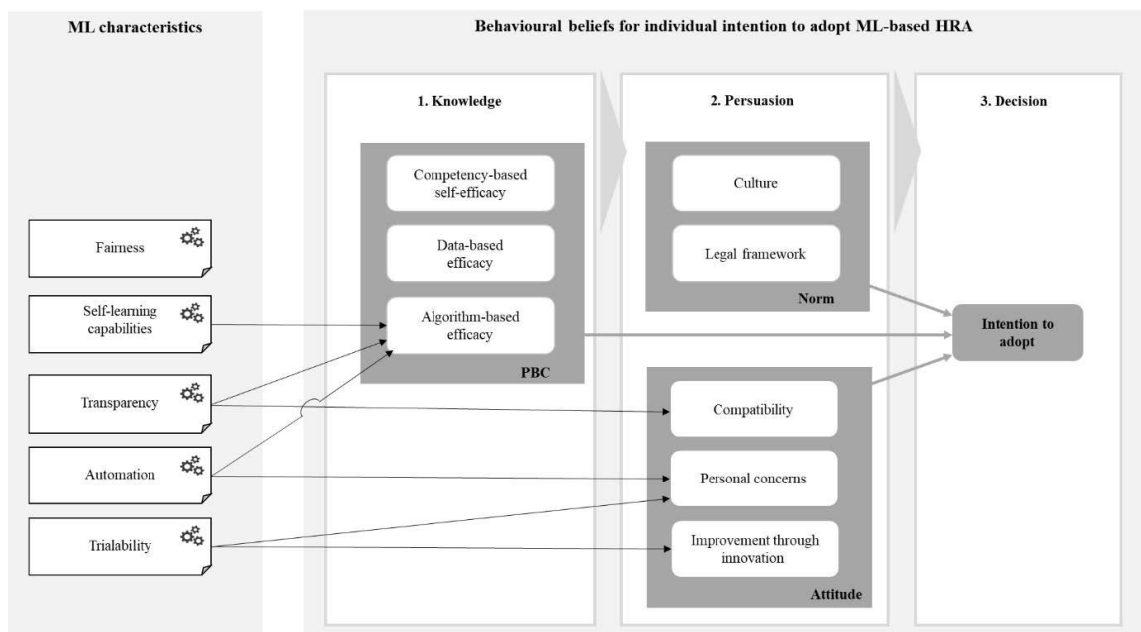 ML characteristics
Behavioural beliefs for individual intention to adopt ML-based HRA
Fairness
Self-learning
capabilities
Transparency
Automation
Trialability
1. Knowledge
Competency-based
self-efficacy
Data-based
efficacy
Algorithm-based
efficacy
PBC
2. Persuasion
Culture
Legal framework
Norm
Compatibility
Personal concerns
Improvement through
innovation
Attitude
3. Decision
Intention to
adopt